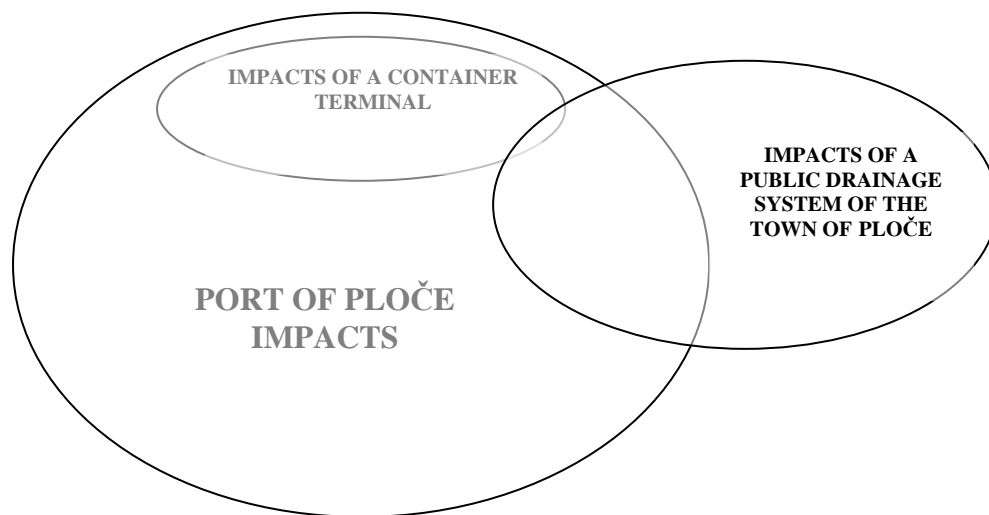 IMPACTS OF A CONTAINER
TERMINAL
IMPACTS OF A
PUBLIC DRAINAGE
SYSTEM OF THE
TOWN OF PLOČE
PORT OF PLOČE
IMPACTS